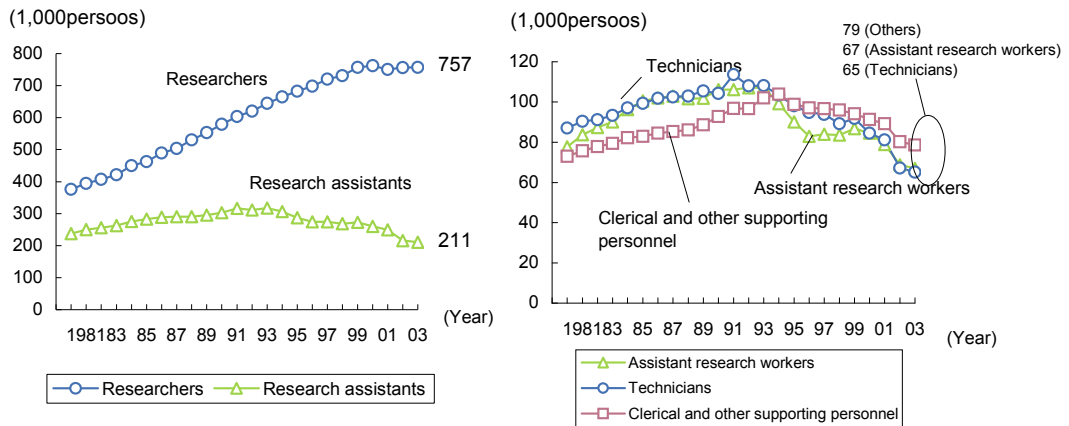 (1,000persoos)
800
700
600
500
400
300
200
100
0
Researchers
757
Research assistants
211
198183 85 87 89 91 93 95 97 99 01 03
(Year)
Researchers Research assistants
(1,000persoos)
79 (Others)
67 (Assistant research workers)
65 (Technicians)
120
100
80
60
40
20
0
Technicians
Assistant research workers
Clerical and other supporting
personnel
198183 85 87 89 91 93 95 97 99 01 03
(Year)
Assistant research workers
Technicians
Clerical and other supporting personnel